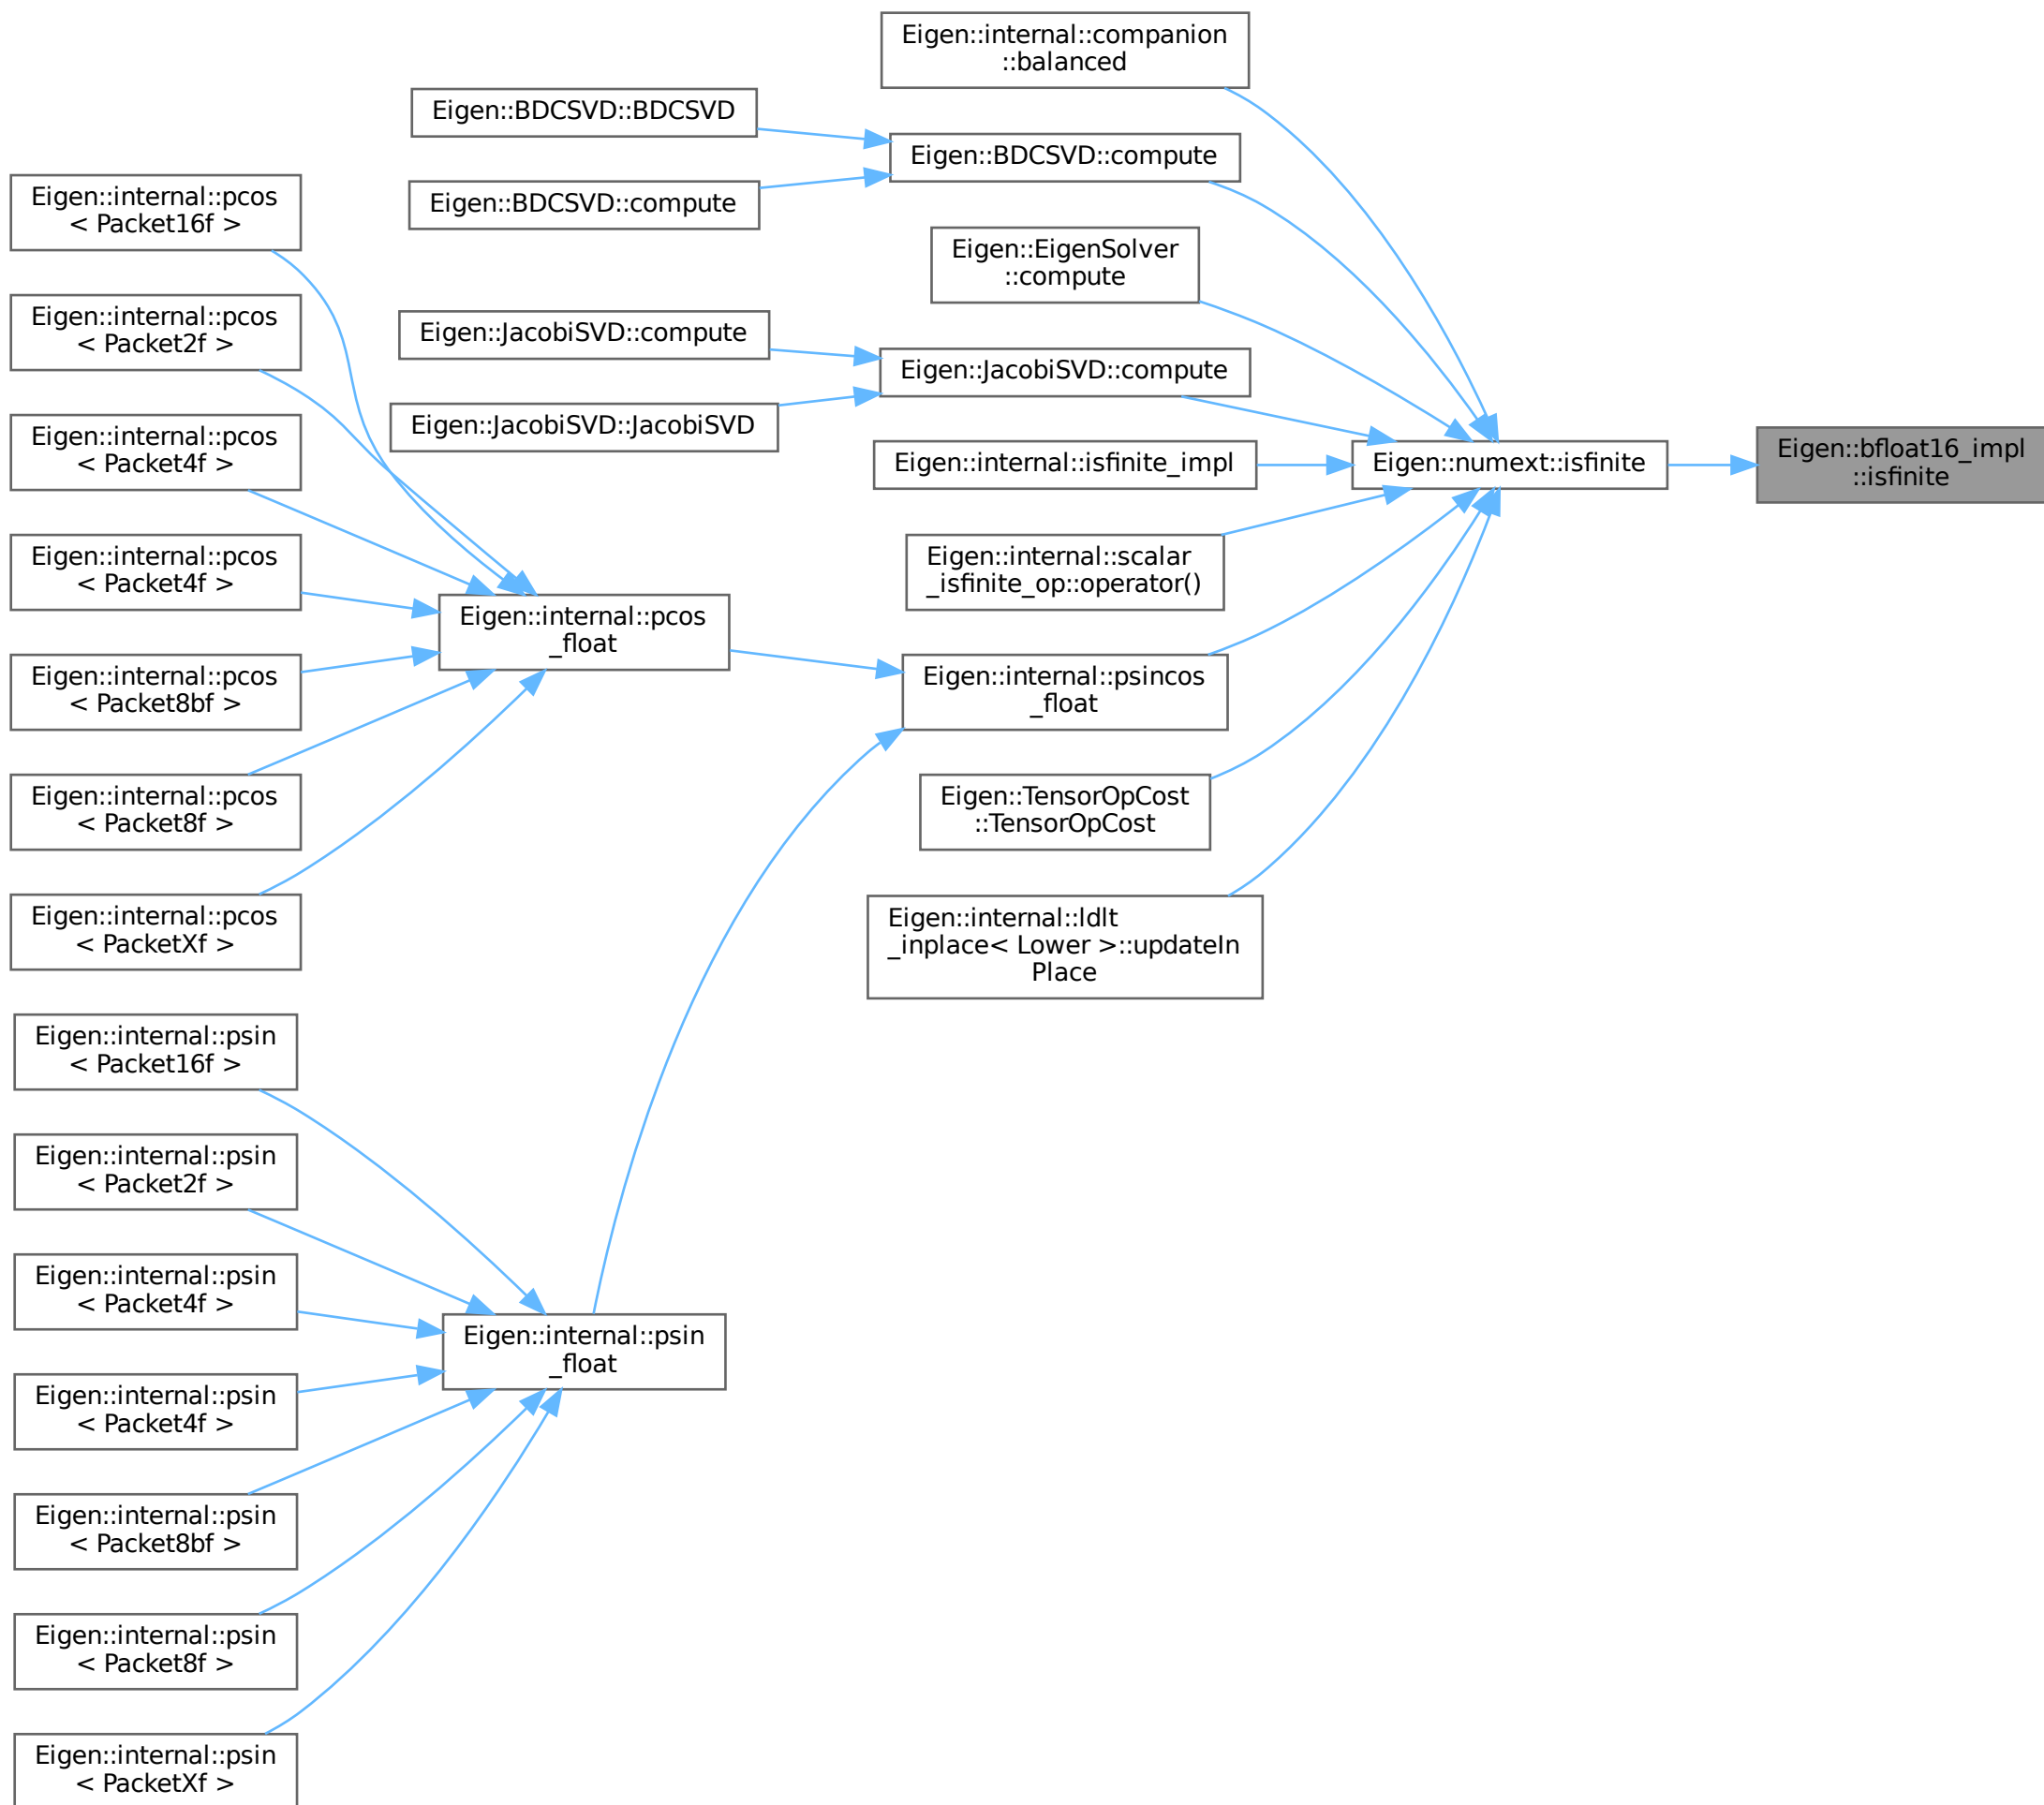 Eigen::internal::companion
::balanced
Eigen::BDCSVD::BDCSVD
Eigen::BDCSVD::compute
Eigen::BDCSVD::compute
Eigen::internal::pcos
< Packet16f >
Eigen::EigenSolver
::compute
Eigen::internal::pcos
< Packet2f >
Eigen::JacobiSVD::compute
Eigen::JacobiSVD::compute
Eigen::JacobiSVD::JacobiSVD
Eigen::internal::pcos
< Packet4f >
Eigen::internal::isfinite_impl
Eigen::numext::isfinite
Eigen::bfloat16_impl
::isfinite
Eigen::internal::pcos
< Packet4f >
Eigen::internal::scalar
_isfinite_op::operator()
Eigen::internal::pcos
_float
Eigen::internal::pcos
< Packet8bf >
Eigen::internal::psincos
_float
Eigen::internal::pcos
< Packet8f >
Eigen::TensorOpCost
::TensorOpCost
Eigen::internal::pcos
< PacketXf >
Eigen::internal::ldlt
_inplace< Lower >::updateIn
Place
Eigen::internal::psin
< Packet16f >
Eigen::internal::psin
< Packet2f >
Eigen::internal::psin
< Packet4f >
Eigen::internal::psin
_float
Eigen::internal::psin
< Packet4f >
Eigen::internal::psin
< Packet8bf >
Eigen::internal::psin
< Packet8f >
Eigen::internal::psin
< PacketXf >